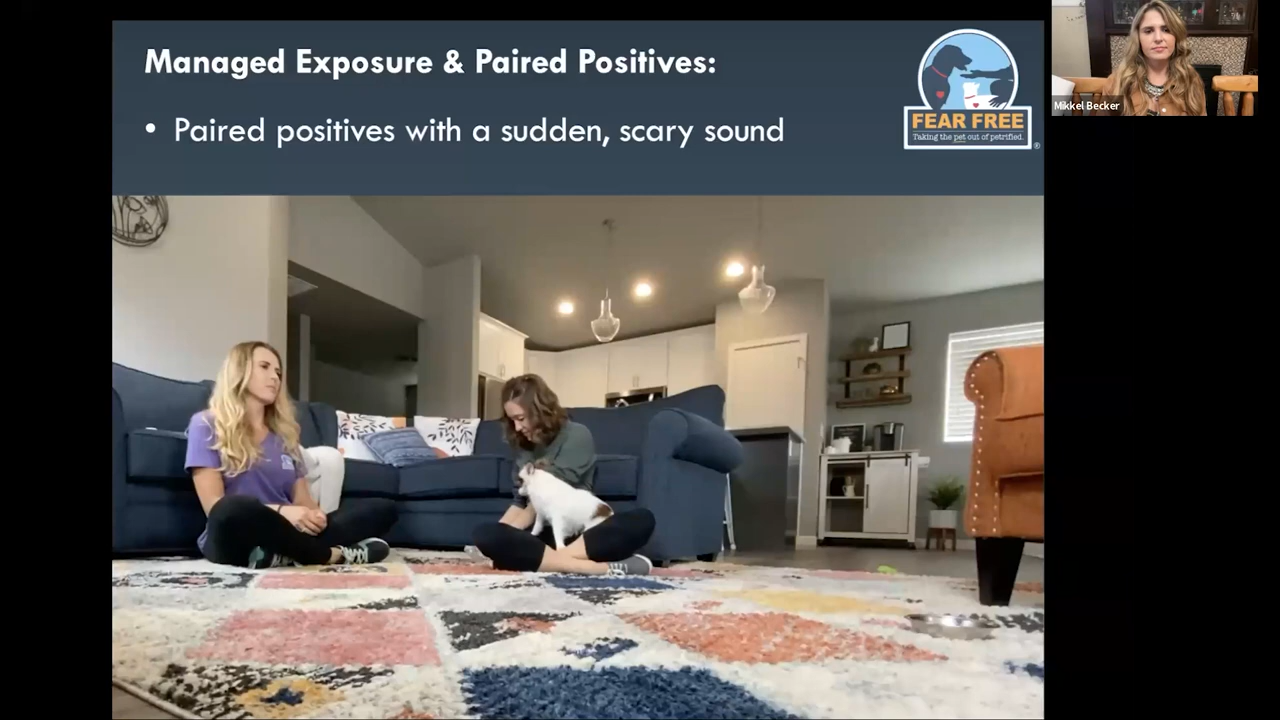 Managed Exposure & Paired Positives:
• Paired positives with a sudden, scary sound
FEAR FREE
Taking the pet out of petrified.
®
Mikkel Becker